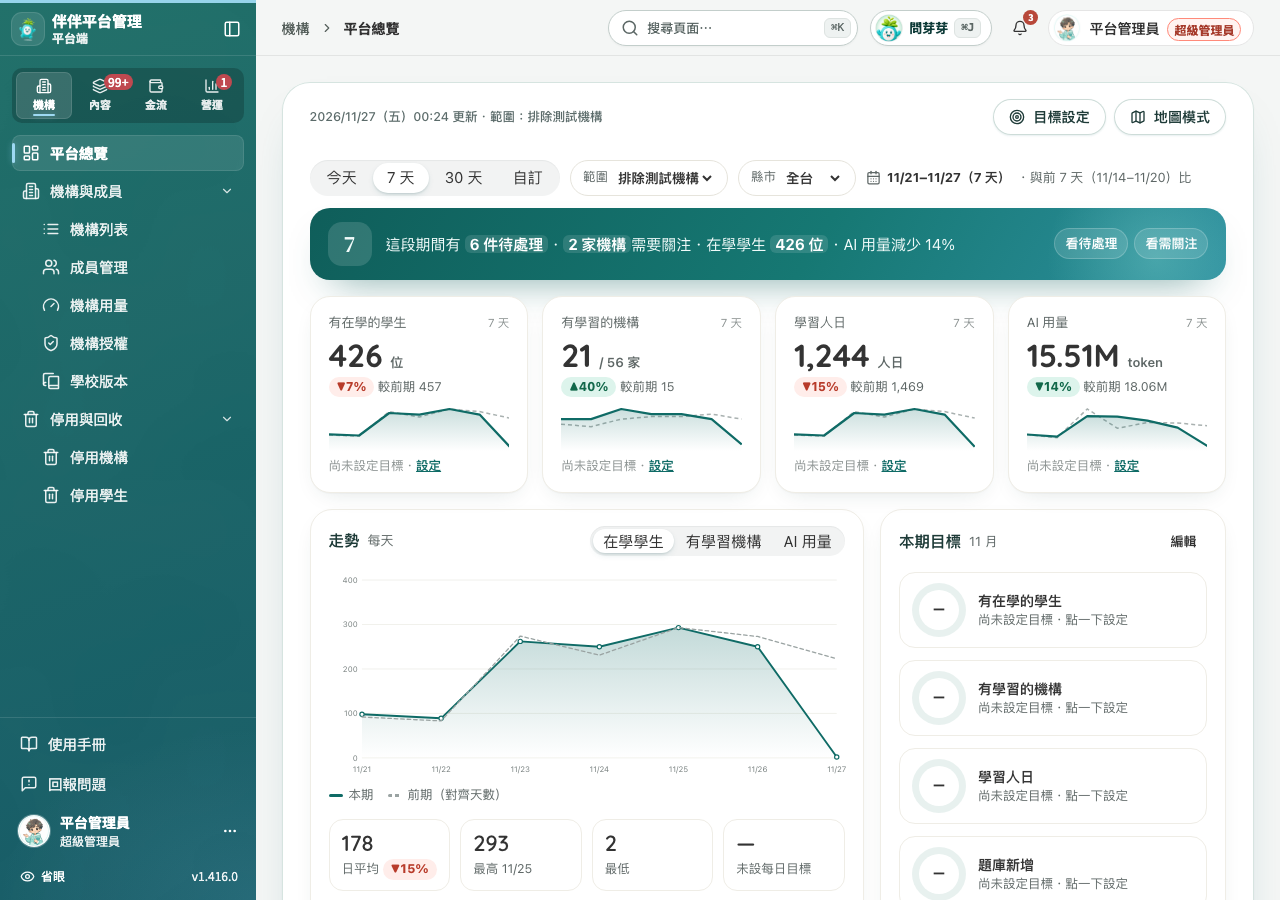 伴伴平台管理
平台端
機構
內容
99+
金流
營運
1
平台總覽
機構與成員
機構列表
成員管理
機構用量
機構授權
學校版本
停用與回收
停用機構
停用學生
使用手冊
回報問題
平台管理員
超級管理員
省眼
v1.416.0
機構
平台總覽
搜尋頁面…
⌘K
問芽芽
⌘J
3
平台管理員
超級管理員
2026/11/27（五）00:24 更新 · 範圍：排除測試機構
目標設定
地圖模式
今天
7 天
30 天
自訂
範圍 排除測試機構
縣市 全台
11/21–11/27（7 天）
· 與前 7 天（11/14–11/20）比
7
這段期間有 6 件待處理 · 2 家機構 需要關注 · 在學學生 426 位 · AI 用量減少 14%
看待處理
看需關注
有在學的學生
7 天
426 位
▼7% 較前期 457
尚未設定目標 · 設定
有學習的機構
7 天
21 / 56 家
▲40% 較前期 15
尚未設定目標 · 設定
學習人日
7 天
1,244 人日
▼15% 較前期 1,469
尚未設定目標 · 設定
AI 用量
7 天
15.51M token
▼14% 較前期 18.06M
尚未設定目標 · 設定
走勢 每天
在學學生
有學習機構
AI 用量
400
300
200
100
0
11/21
11/22
11/23
11/24
11/25
11/26
11/27
本期
前期（對齊天數）
178
日平均 ▼15%
293
最高 11/25
2
最低
—
未設每日目標
本期目標 11 月
編輯
–
有在學的學生
尚未設定目標 · 點一下設定
–
有學習的機構
尚未設定目標 · 點一下設定
–
學習人日
尚未設定目標 · 點一下設定
–
題庫新增
尚未設定目標 · 點一下設定